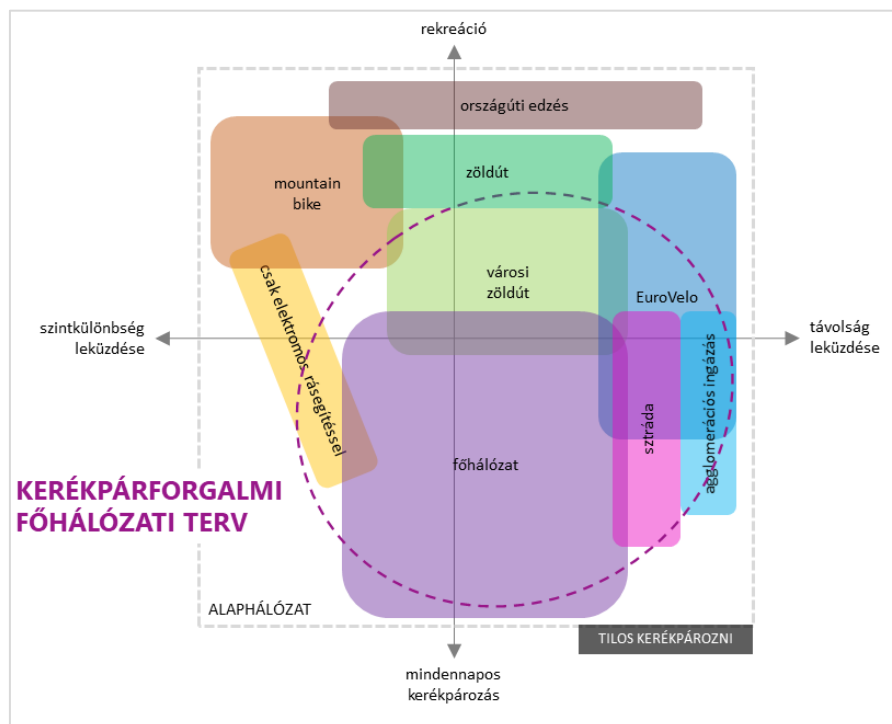 rekreáció
országúti edzés
zöldút
mountain
bike
városi
zöldút
EuroVelo
csak elektromos rásegítéssel
szintkülönbség
leküzdése
távolság
leküzdése
agglomerációs ingázás
sztráda
főhálózat
KERÉKPÁRFORGALMI
FŐHÁLÓZATI TERV
ALAPHÁLÓZAT
TILOS KERÉKPÁROZNI
mindennapos
kerékpározás